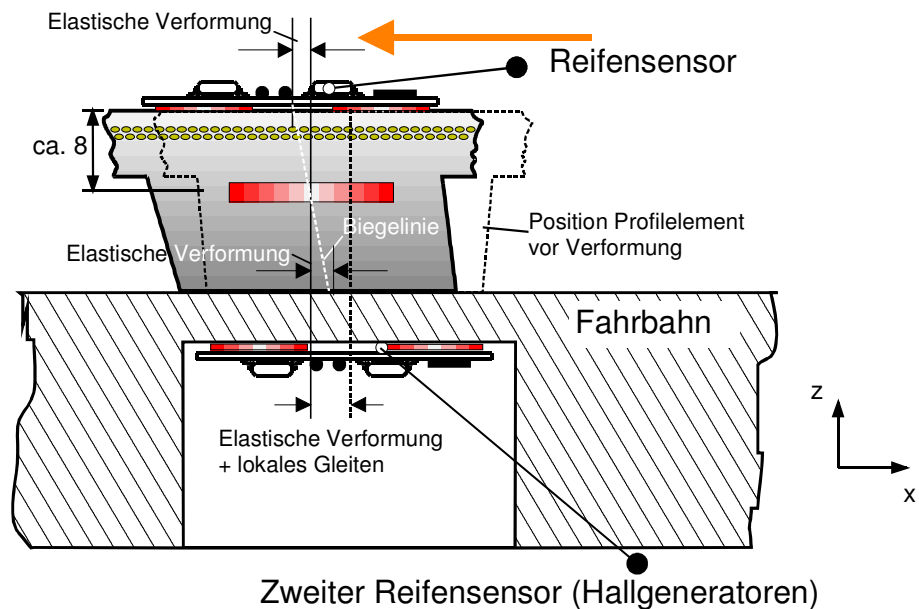 Elastische Verformung
Reifensensor
ca. 8
Biegelinie
Elastische Verformung
Position Profilelement
vor Verformung
Fahrbahn
Elastische Verformung
+ lokales Gleiten
z
x
Zweiter Reifensensor (Hallgeneratoren)